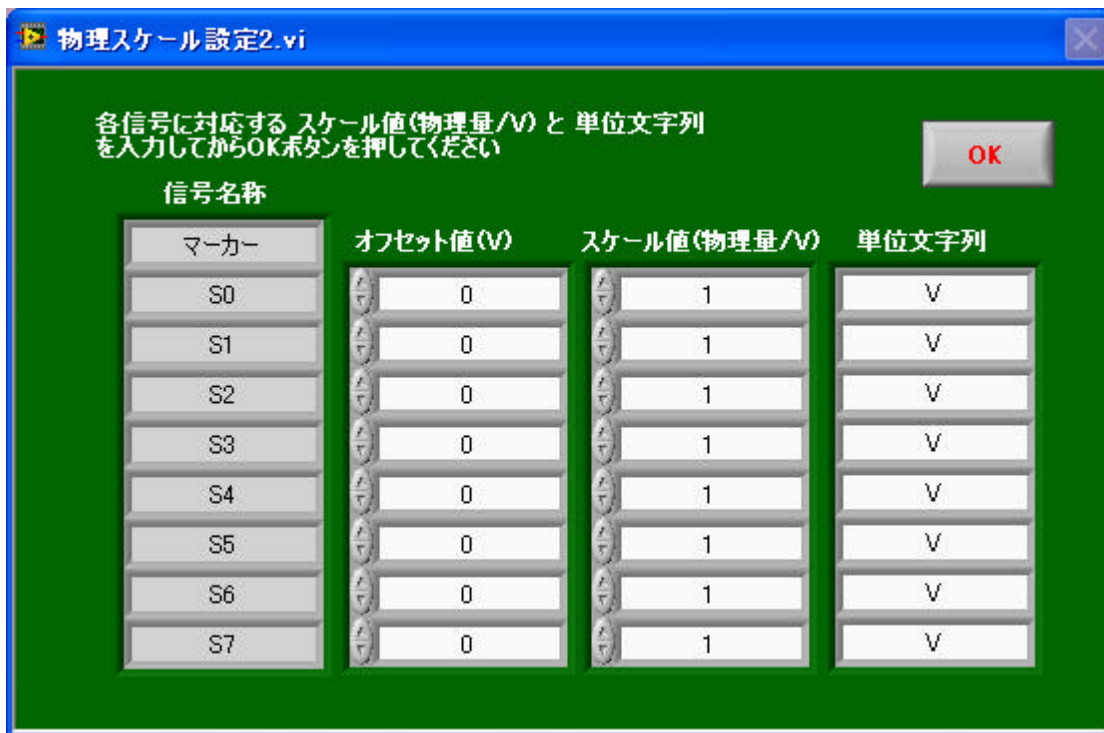 物理スケール設定2.vi
各信号に対応する スケール値(物理量/V) と 単位文字列
を入力してからOKボタンを押してください
OK
信号名称
マーカー オフセット値(V) スケール値(物理量/V) 単位文字列
S0 0 1 V
S1 0 1 V
S2 0 1 V
S3 0 1 V
S4 0 1 V
S5 0 1 V
S6 0 1 V
S7 0 1 V